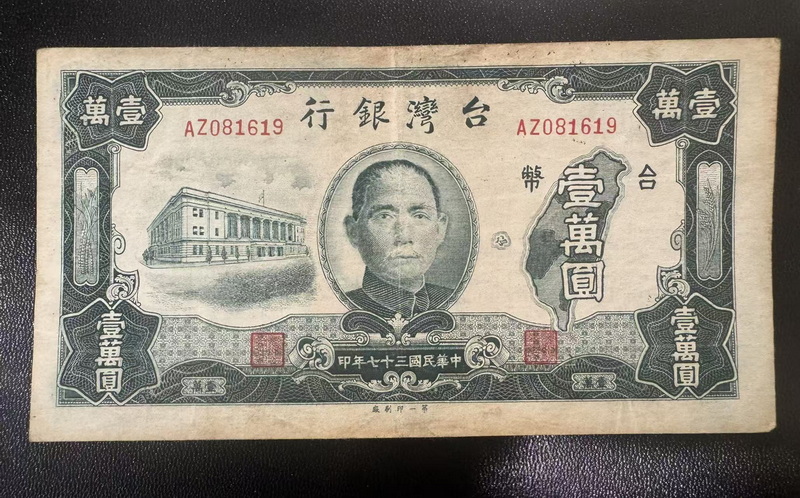 台灣銀行
AZ081619
AZ081619
壹萬
壹萬
台幣
壹萬圓
壹萬圓
壹萬圓
中華民國三十七年印
第一印刷廠